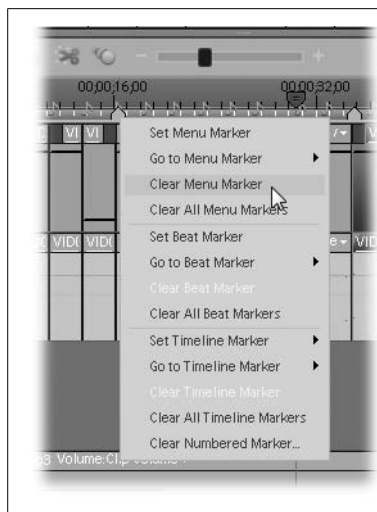 00;00;16;00 00;00;32;00
VI VI
Set Menu Marker
Go to Menu Marker
Clear Menu Marker
Clear All Menu Markers
VID VID VID
Set Beat Marker
Go to Beat Marker
Clear Beat Marker
Clear All Beat Markers
Set Timeline Marker
Go to Timeline Marker
Clear Timeline Marker
Clear All Timeline Markers
Clear Numbered Marker...
Volume:Clip